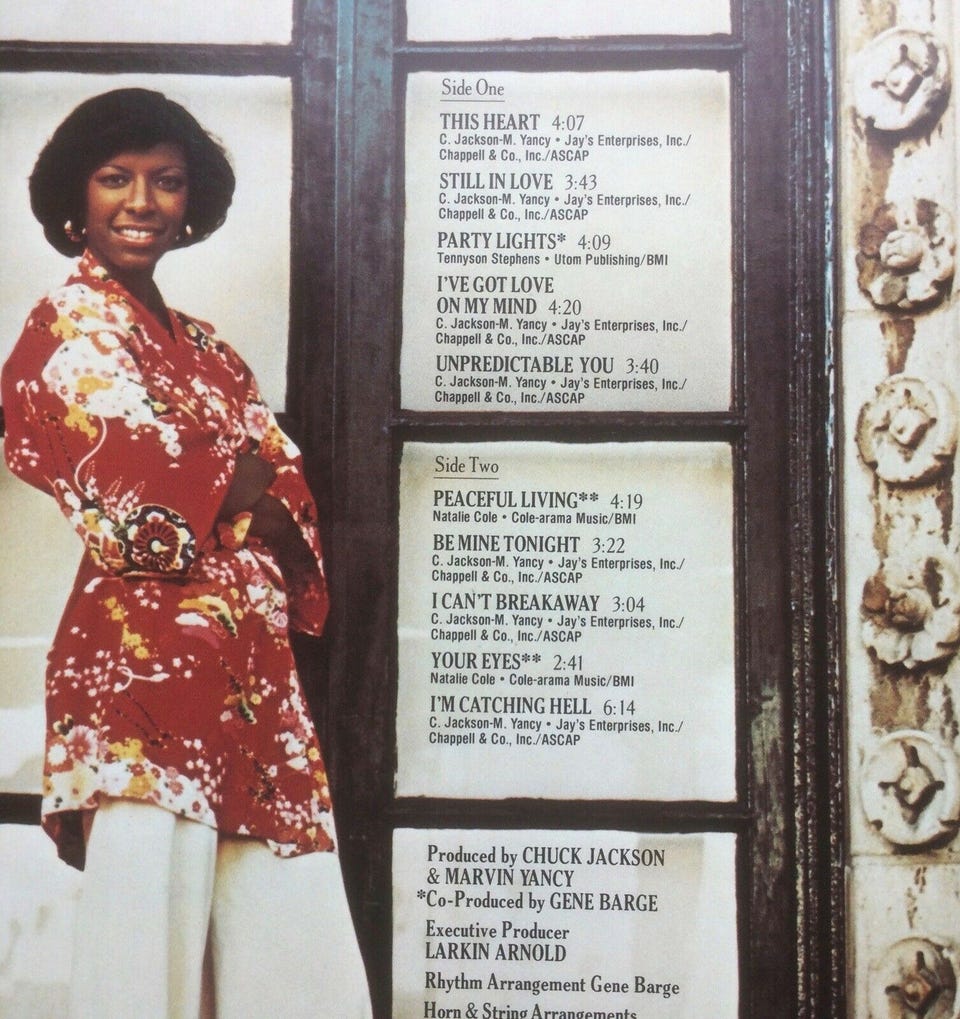 Side One
THIS HEART 4:07
C. Jackson-M. Yancy • Jay's Enterprises, Inc./
Chappell & Co., Inc./ASCAP
STILL IN LOVE 3:43
C. Jackson-M. Yancy • Jay's Enterprises, Inc./
Chappell & Co., Inc./ASCAP
PARTY LIGHTS* 4:09
Tennyson Stephens • Utom Publishing/BMI
I'VE GOT LOVE
ON MY MIND 4:20
C. Jackson-M. Yancy • Jay's Enterprises, Inc./
Chappell & Co., Inc./ASCAP
UNPREDICTABLE YOU 3:40
C. Jackson-M. Yancy • Jay's Enterprises, Inc./
Chappell & Co., Inc./ASCAP
Side Two
PEACEFUL LIVING** 4:19
Natalie Cole • Cole-arama Music/BMI
BE MINE TONIGHT 3:22
C. Jackson-M. Yancy • Jay's Enterprises, Inc./
Chappell & Co., Inc./ASCAP
I CAN'T BREAKAWAY 3:04
C. Jackson-M. Yancy • Jay's Enterprises, Inc./
Chappell & Co., Inc./ASCAP
YOUR EYES** 2:41
Natalie Cole • Cole-arama Music/BMI
I'M CATCHING HELL 6:14
C. Jackson-M. Yancy • Jay's Enterprises, Inc./
Chappell & Co., Inc./ASCAP
Produced by CHUCK JACKSON
& MARVIN YANCY
*Co-Produced by GENE BARGE
Executive Producer
LARKIN ARNOLD
Rhythm Arrangement Gene Barge
Horn & String Arrangements